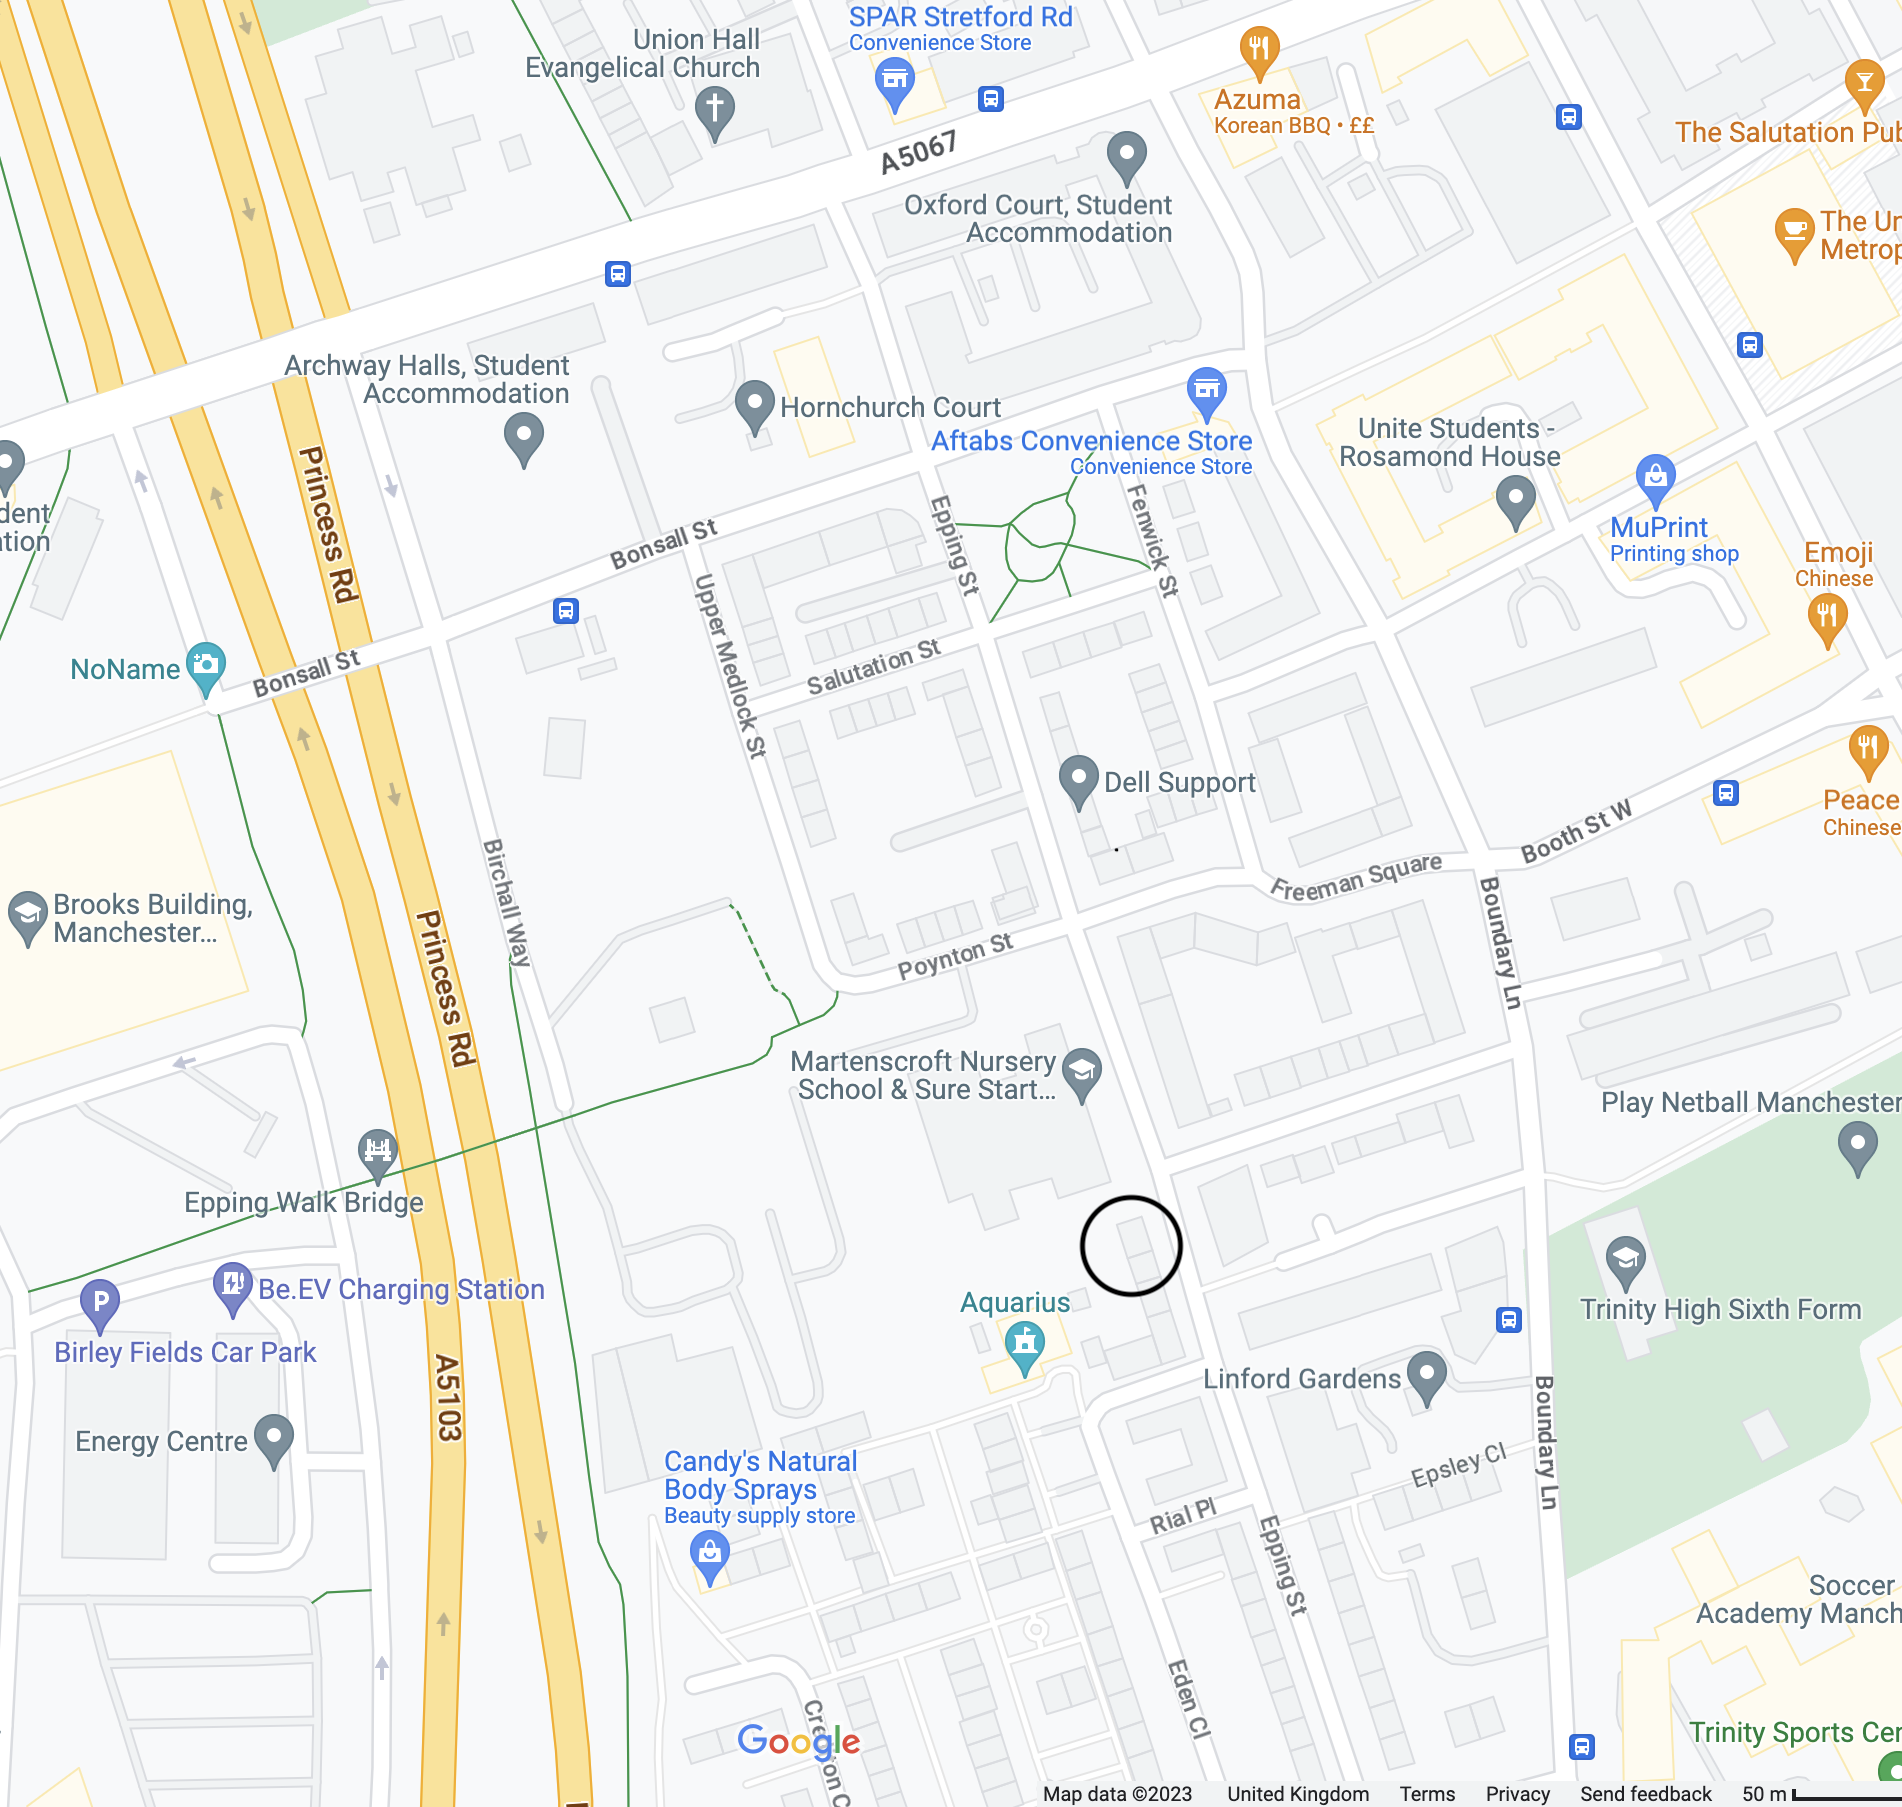 SPAR Stretford Rd
Convenience Store
Union Hall
Evangelical Church
Azuma
Korean BBQ • ££
The Salutation Pub
A5067
Oxford Court, Student
Accommodation
The Un
Metrop
Archway Halls, Student
Accommodation
Hornchurch Court
Aftabs Convenience Store
Convenience Store
Unite Students -
Rosamond House
MuPrint
Printing shop
Emoji
Chinese
dent
ation
Princess Rd
Bonsall St
Epping St
Fenwick St
Upper Medlock St
Salutation St
NoName
Bonsall St
Dell Support
Peace
Chinese
Booth St W
Freeman Square
Birchall Way
Boundary Ln
Brooks Building,
Manchester...
Princess Rd
Poynton St
Martenscroft Nursery
School & Sure Start...
Play Netball Manchester
Epping Walk Bridge
P
Be.EV Charging Station
Birley Fields Car Park
Aquarius
Trinity High Sixth Form
Linford Gardens
A5103
Boundary Ln
Energy Centre
Candy's Natural
Body Sprays
Beauty supply store
Epsley Cl
Rial Pl
Epping St
Soccer
Academy Manch
Eden Cl
Trinity Sports Cen
Google
Map data ©2023
United Kingdom
Terms
Privacy
Send feedback
50 m